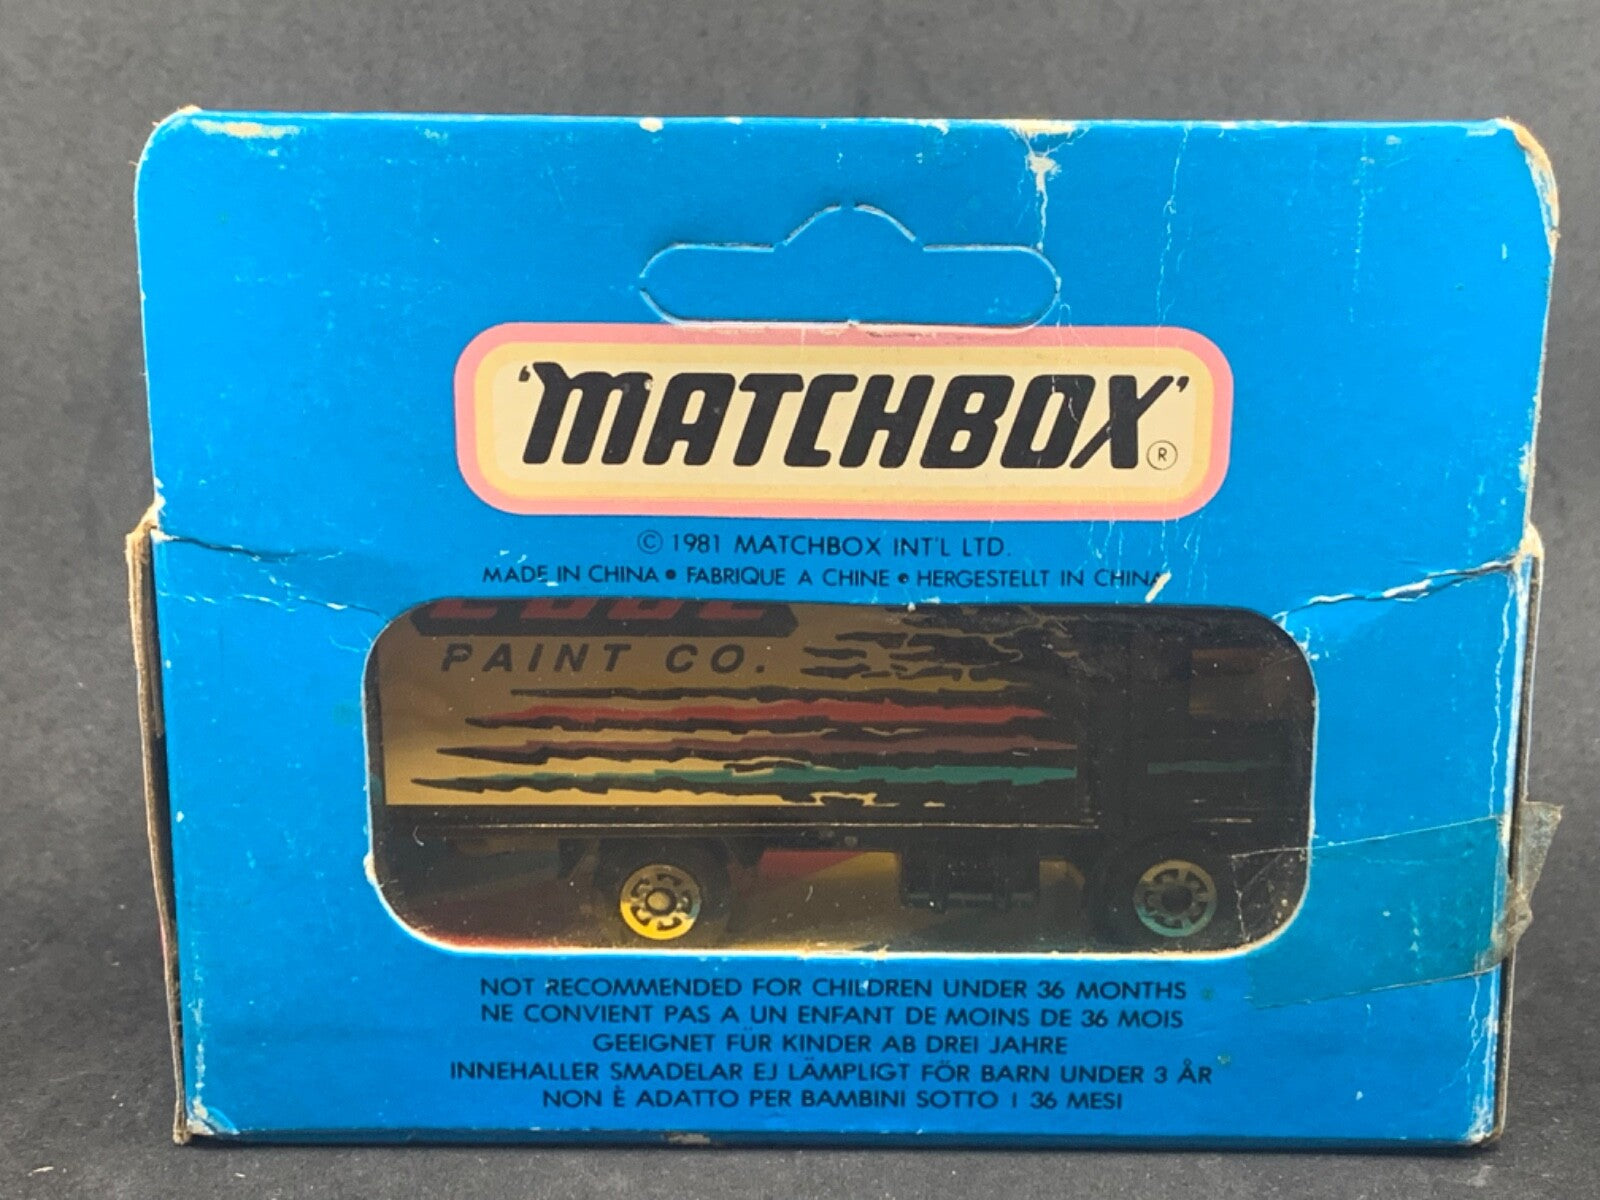 'MATCHBOX'®
© 1981 MATCHBOX INT'L LTD.
MADE IN CHINA • FABRIQUE A CHINE • HERGESTELLT IN CHINA
PAINT CO.
NOT RECOMMENDED FOR CHILDREN UNDER 36 MONTHS
NE CONVIENT PAS A UN ENFANT DE MOINS DE 36 MOIS
GEEIGNET FÜR KINDER AB DREI JAHRE
INNEHALLER SMADELAR EJ LÄMPLIGT FÖR BARN UNDER 3 ÅR
NON È ADATTO PER BAMBINI SOTTO I 36 MESI